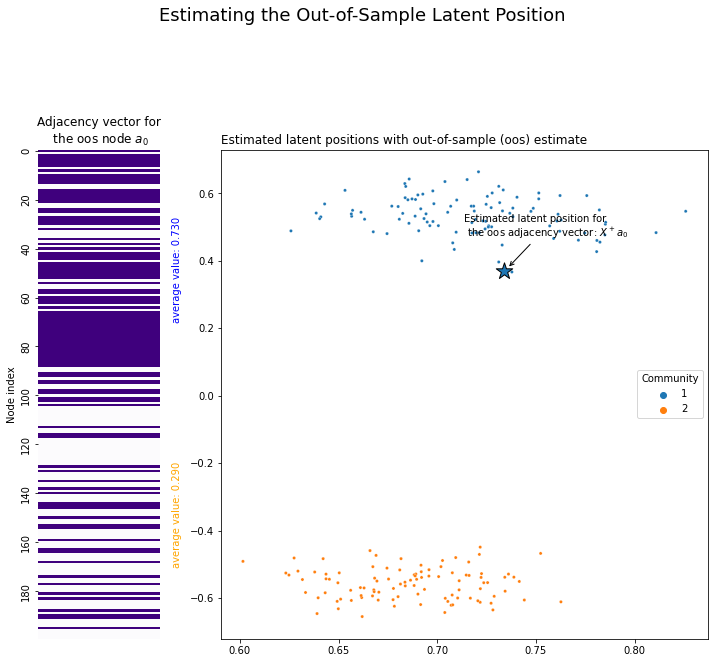 Estimating the Out-of-Sample Latent Position
Adjacency vector for
the oos node a₀
0
20
40
60
80
100
120
140
160
180
Node index
average value: 0.730
average value: 0.290
Estimated latent positions with out-of-sample (oos) estimate
0.6
0.4
0.2
0.0
−0.2
−0.4
−0.6
0.60
0.65
0.70
0.75
0.80
Estimated latent position for
the oos adjacency vector: X⁺a₀
Community
1
2